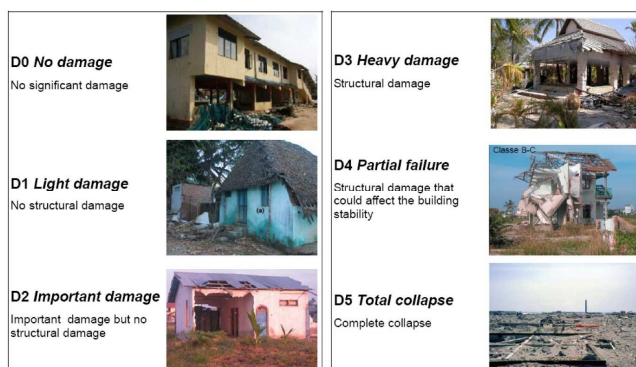 D0 No damage
No significant damage
D1 Light damage
No structural damage
(a)
D2 Important damage
Important damage but no
structural damage
D3 Heavy damage
Structural damage
D4 Partial failure
Structural damage that
could affect the building
stability
Classe B-C
D5 Total collapse
Complete collapse